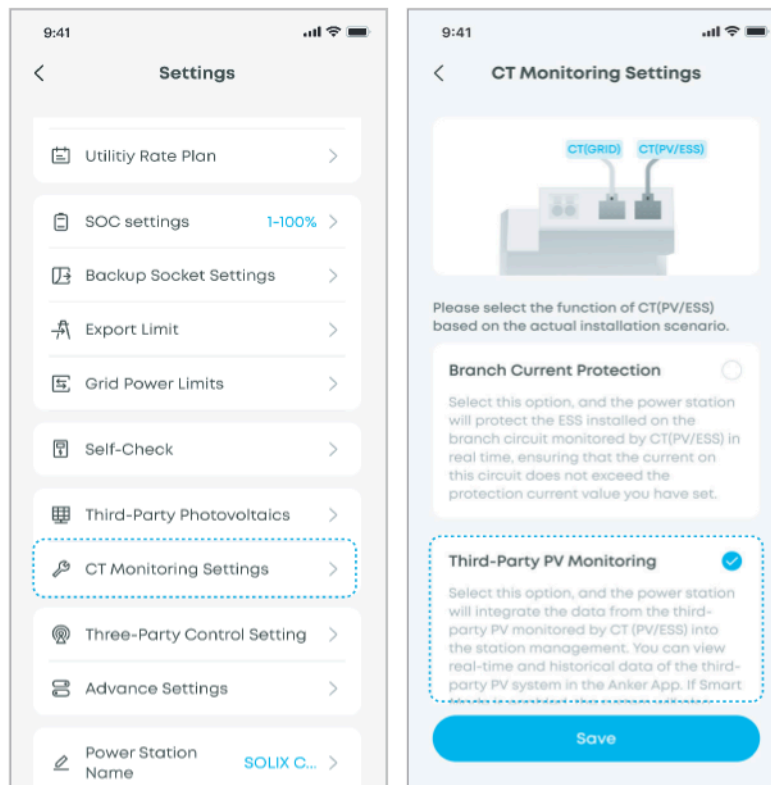 9:41
Settings
Utilitiy Rate Plan
SOC settings 1-100%
Backup Socket Settings
Export Limit
Grid Power Limits
Self-Check
Third-Party Photovoltaics
CT Monitoring Settings
Three-Party Control Setting
Advance Settings
Power Station
Name
SOLIX C...
9:41
CT Monitoring Settings
CT(GRID) CT(PV/ESS)
Please select the function of CT(PV/ESS)
based on the actual installation scenario.
Branch Current Protection
Select this option, and the power station
will protect the ESS installed on the
branch circuit monitored by CT(PV/ESS) in
real time, ensuring that the current on
this circuit does not exceed the
protection current value you have set.
Third-Party PV Monitoring
Select this option, and the power station
will integrate the data from the third-
party PV monitored by CT (PV/ESS) into
the station management. You can view
real-time and historical data of the third-
party PV system in the Anker App. If Smart
Save